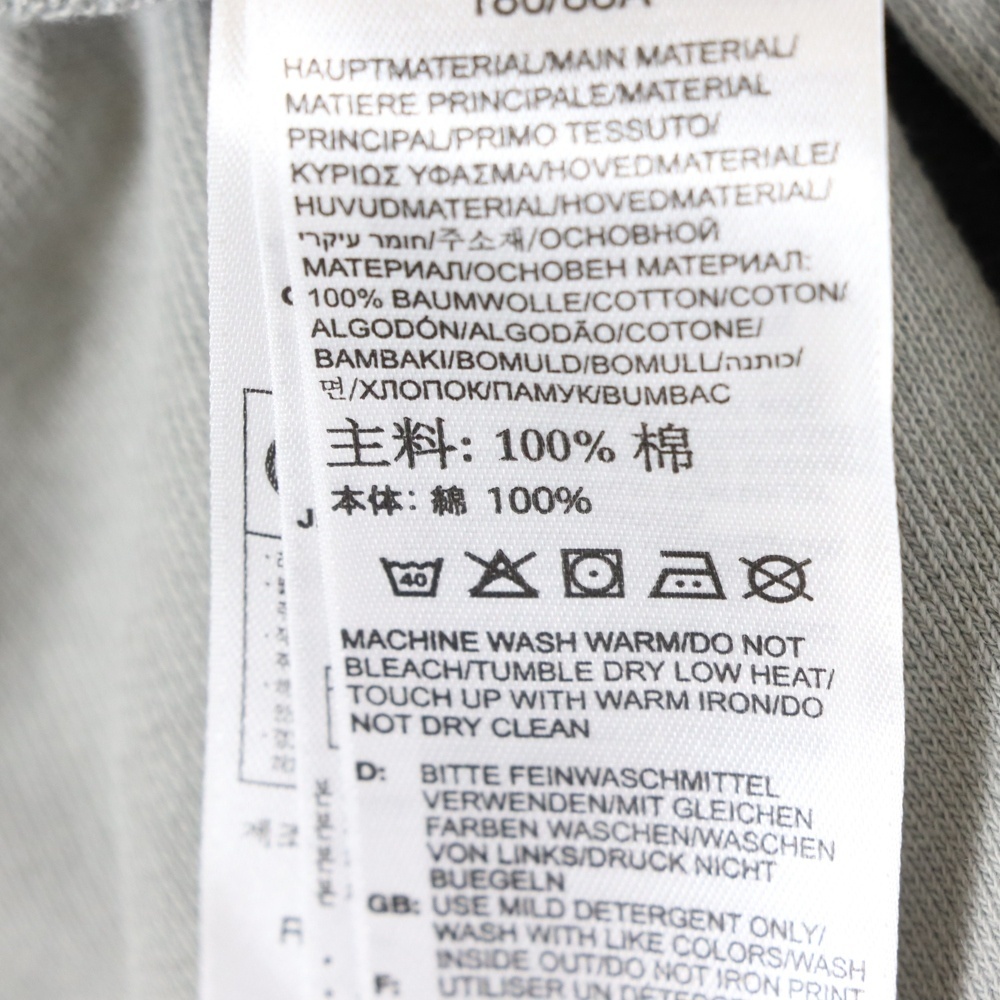 HAUPTMATERIAL/MAIN MATERIAL/
MATIERE PRINCIPALE/MATERIAL
PRINCIPAL/PRIMO TESSUTO/
ΚΥΡΙΩΣ ΥΦΑΣΜΑ/HOVEDMATERIALE/
HUVUDMATERIAL/HOVEDMATERIAL/
חומר עיקרי/주소재/ОСНОВНОЙ
МАТЕРИАЛ/ОСНОВЕН МАТЕРИАЛ:
100% BAUMWOLLE/COTTON/COTON/
ALGODÓN/ALGODÃO/COTONE/
BAMBAKI/BOMULD/BOMULL/כותנה/
면/ХЛОПОК/ПАМУК/BUMBAC
主料: 100% 棉
本体: 綿 100%
40
MACHINE WASH WARM/DO NOT
BLEACH/TUMBLE DRY LOW HEAT/
TOUCH UP WITH WARM IRON/DO
NOT DRY CLEAN
D: BITTE FEINWASCHMITTEL
VERWENDEN/MIT GLEICHEN
FARBEN WASCHEN/WASCHEN
VON LINKS/DRUCK NICHT
BUEGELN
GB: USE MILD DETERGENT ONLY/
WASH WITH LIKE COLORS/WASH
INSIDE OUT/DO NOT IRON PRINT
F: UTILISER UN